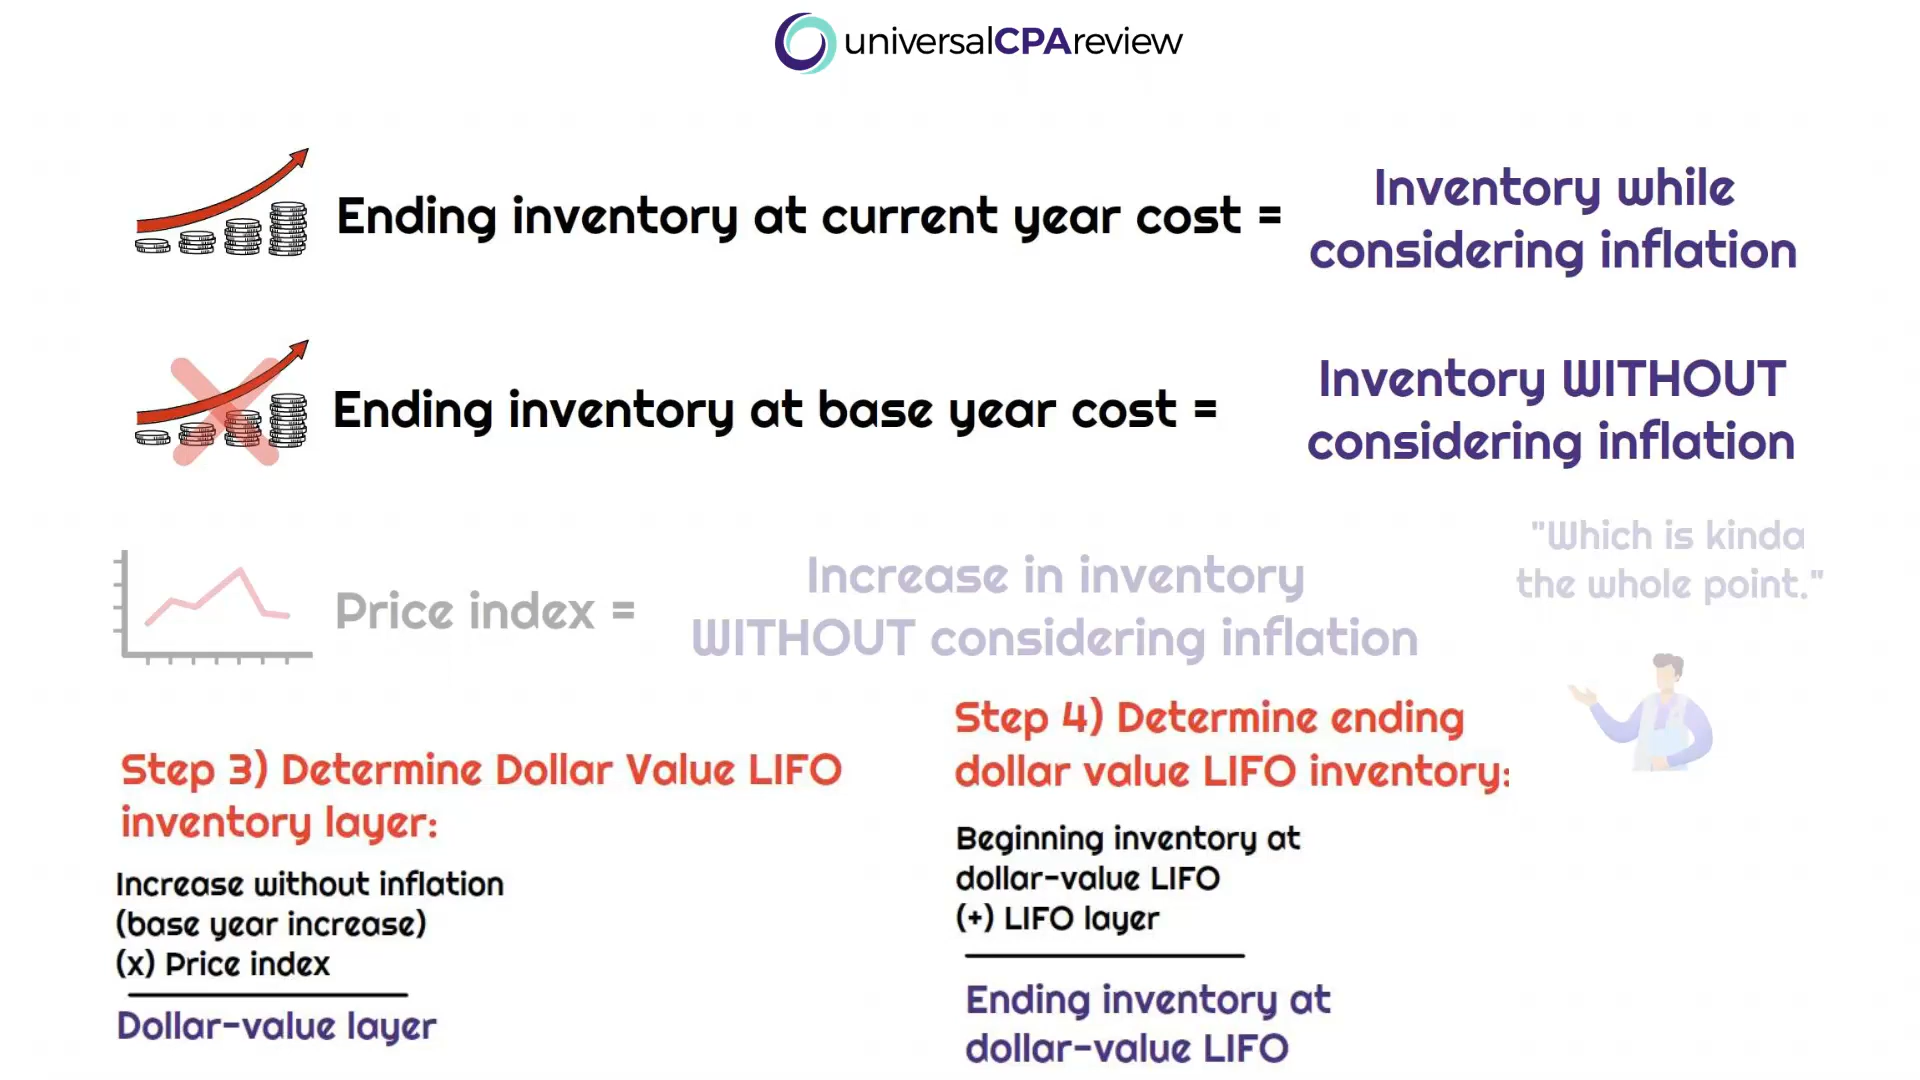 universalCPAreview
Ending inventory at current year cost =
Inventory while
considering inflation
Ending inventory at base year cost =
Inventory WITHOUT
considering inflation
Price index =
Increase in inventory
WITHOUT considering inflation
"Which is kinda
the whole point."
Step 3) Determine Dollar Value LIFO
inventory layer:
Increase without inflation
(base year increase)
(x) Price index
Dollar-value layer
Step 4) Determine ending
dollar value LIFO inventory:
Beginning inventory at
dollar-value LIFO
(+) LIFO layer
Ending inventory at
dollar-value LIFO